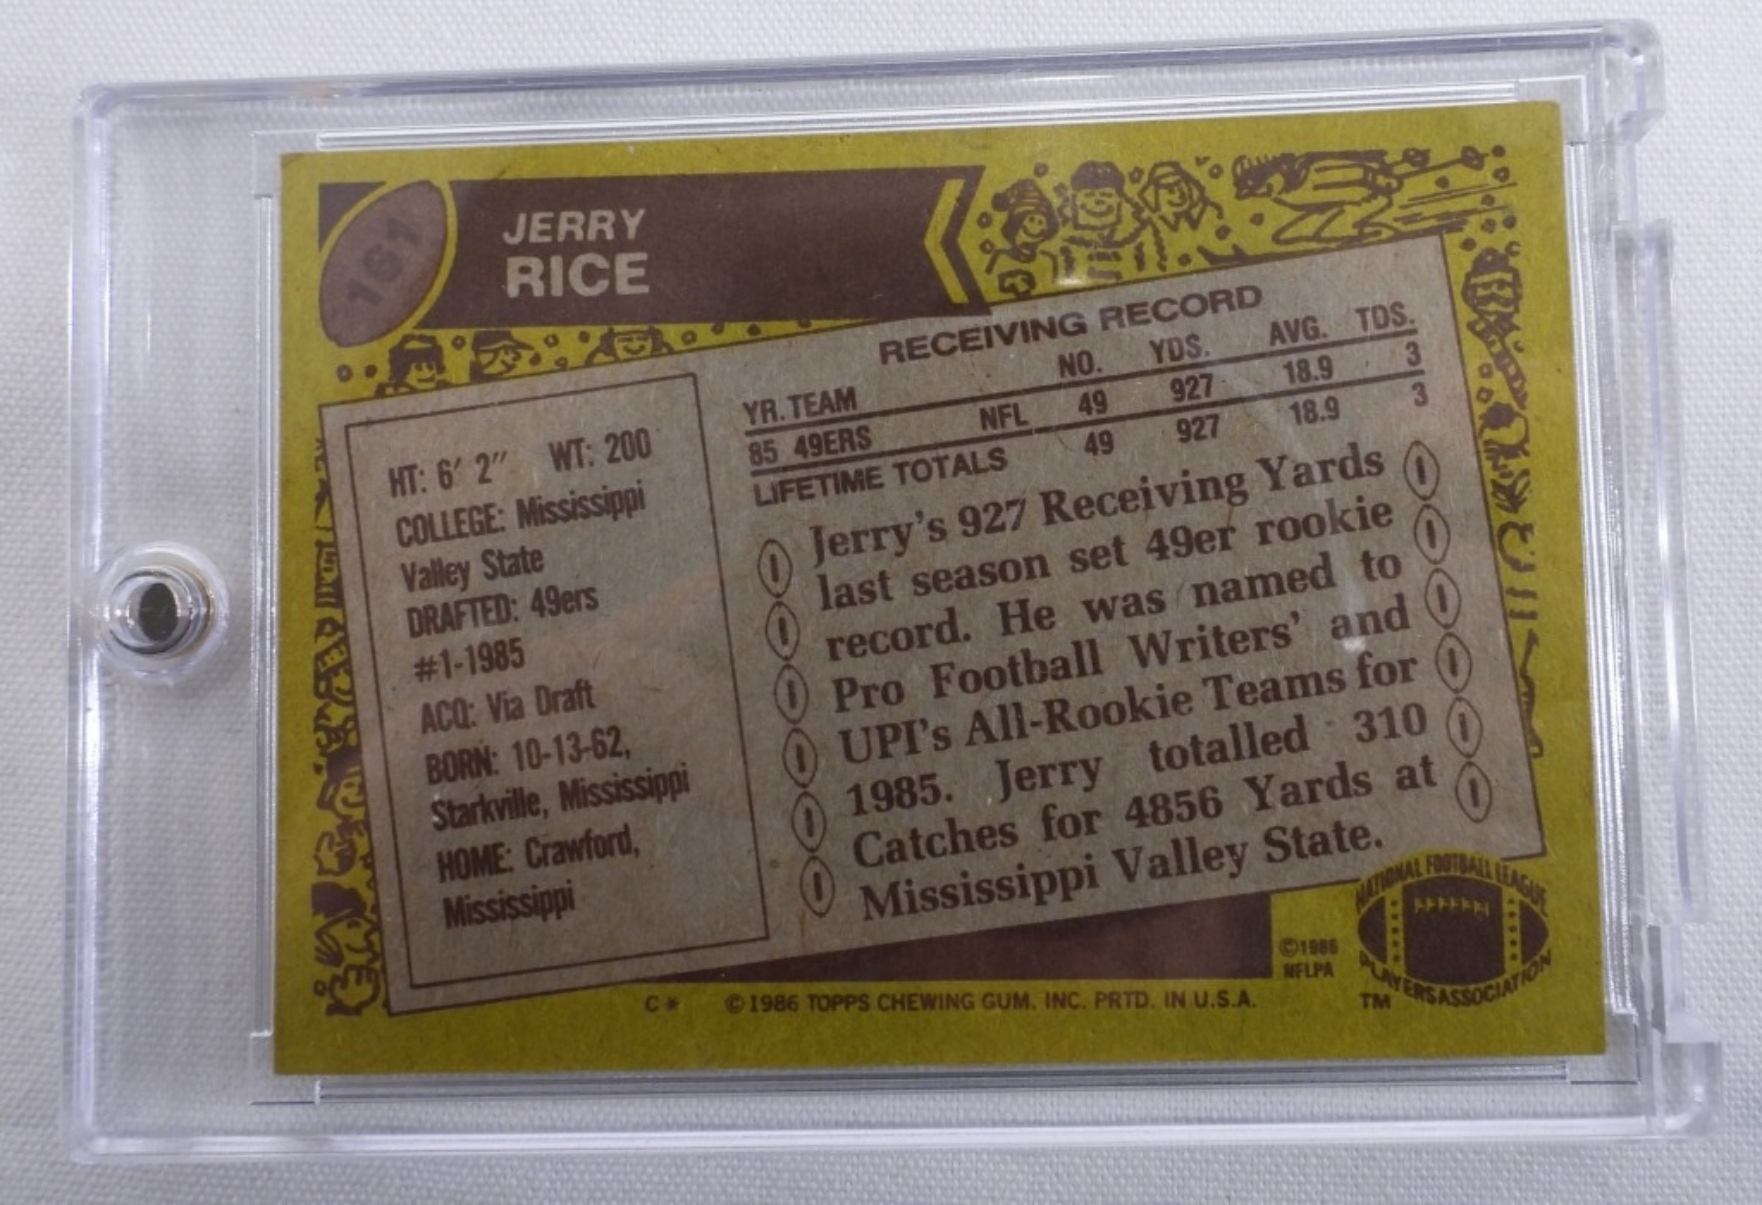 161
JERRY
RICE
RECEIVING RECORD
YR. TEAM NO. YDS. AVG. TDS.
85 49ERS NFL 49 927 18.9 3
LIFETIME TOTALS 49 927 18.9 3
HT: 6′ 2″ WT: 200
COLLEGE: Mississippi
Valley State
DRAFTED: 49ers
#1-1985
ACQ: Via Draft
BORN: 10-13-62,
Starkville, Mississippi
HOME: Crawford,
Mississippi
Jerry's 927 Receiving Yards
last season set 49er rookie
record. He was named to
Pro Football Writers' and
UPI's All-Rookie Teams for
1985. Jerry totalled 310
Catches for 4856 Yards at
Mississippi Valley State.
©1986
NFLPA
NATIONAL FOOTBALL LEAGUE
PLAYERS ASSOCIATION
TM
C* ©1986 TOPPS CHEWING GUM, INC. PRTD. IN U.S.A.